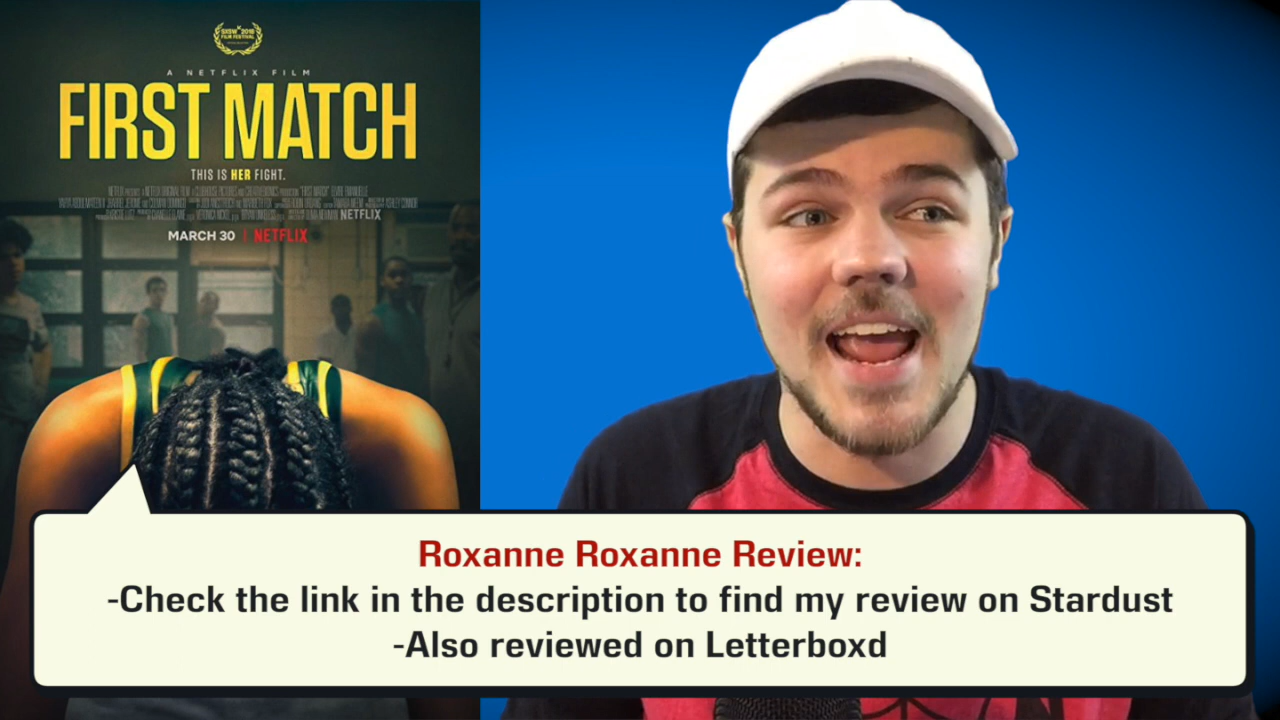 SXSW 2018
FILM FESTIVAL
A NETFLIX FILM
FIRST MATCH
THIS IS HER FIGHT.
NETFLIX
MARCH 30 | NETFLIX
Roxanne Roxanne Review:
-Check the link in the description to find my review on Stardust
-Also reviewed on Letterboxd